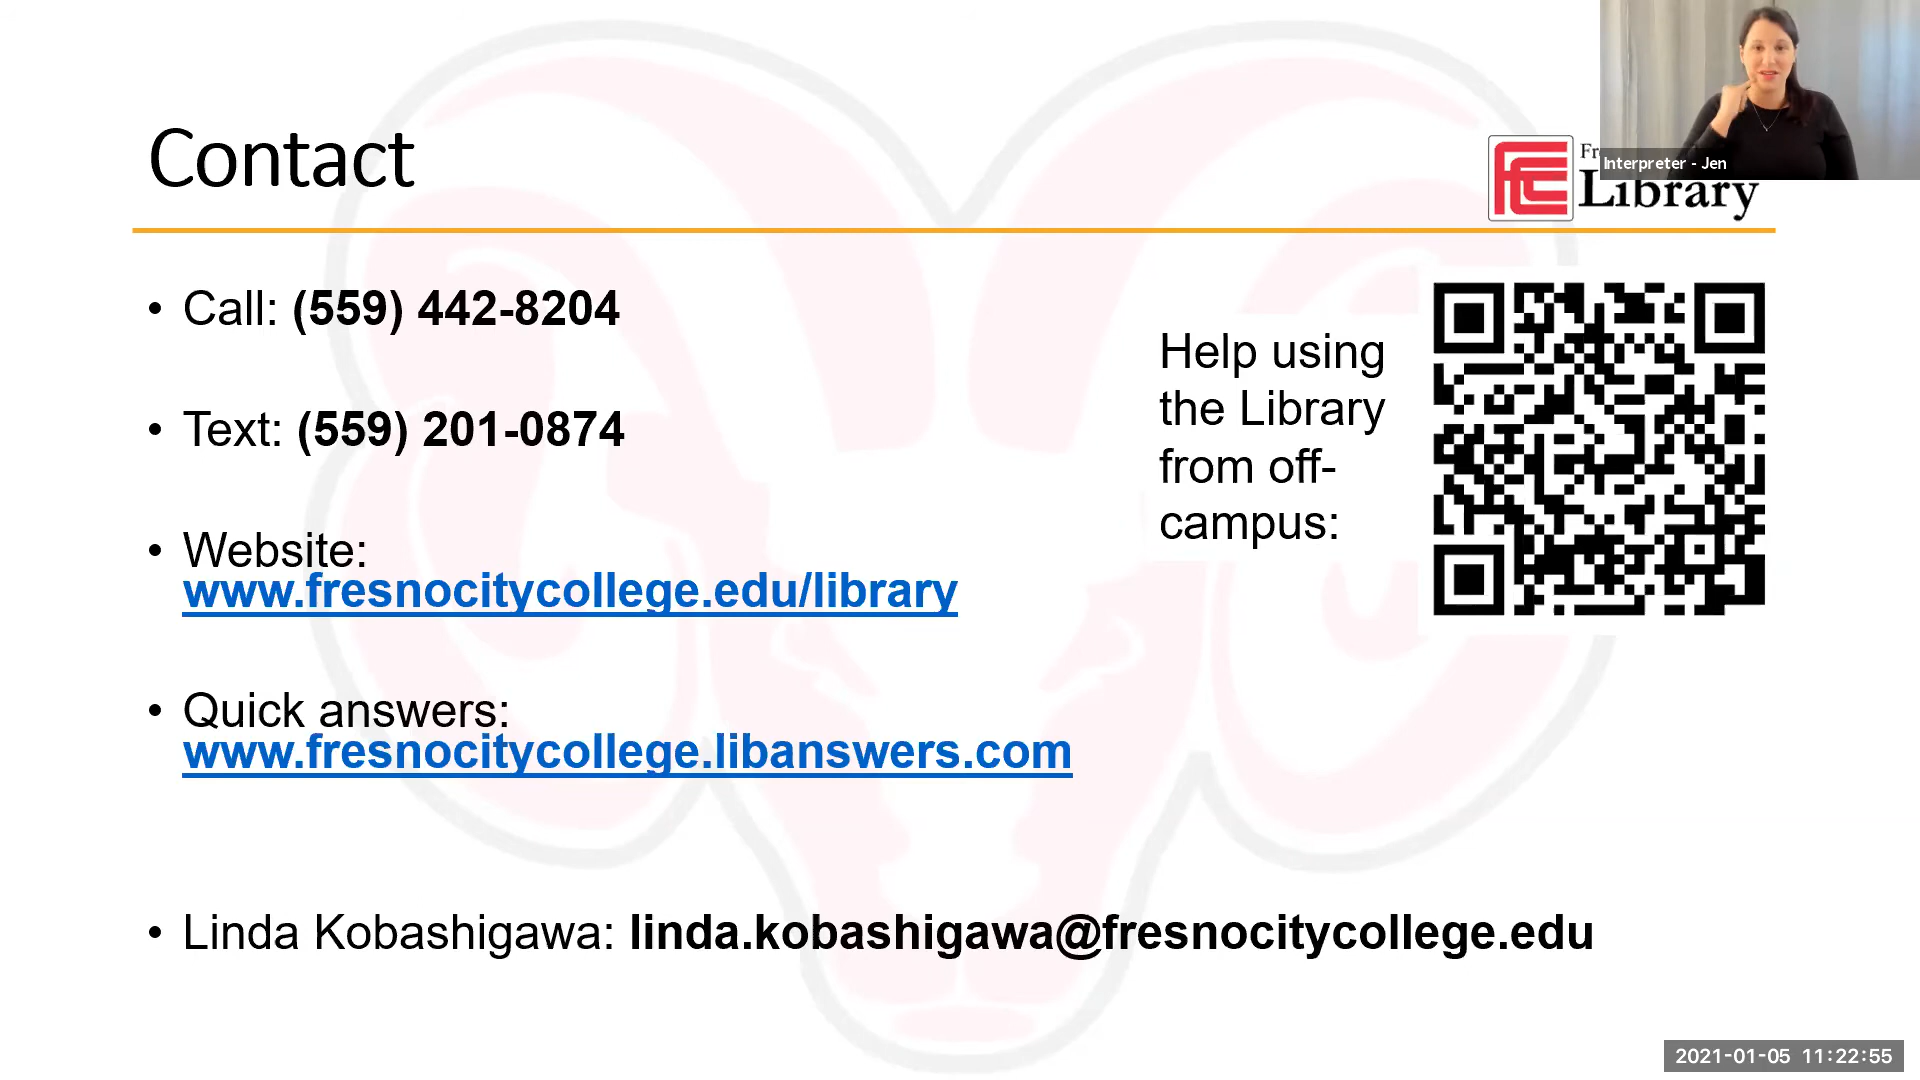 Contact
Interpreter - Jen
Library
• Call: (559) 442-8204
• Text: (559) 201-0874
• Website:
www.fresnocitycollege.edu/library
• Quick answers:
www.fresnocitycollege.libanswers.com
Help using
the Library
from off-
campus:
• Linda Kobashigawa: linda.kobashigawa@fresnocitycollege.edu
2021-01-05 11:22:55